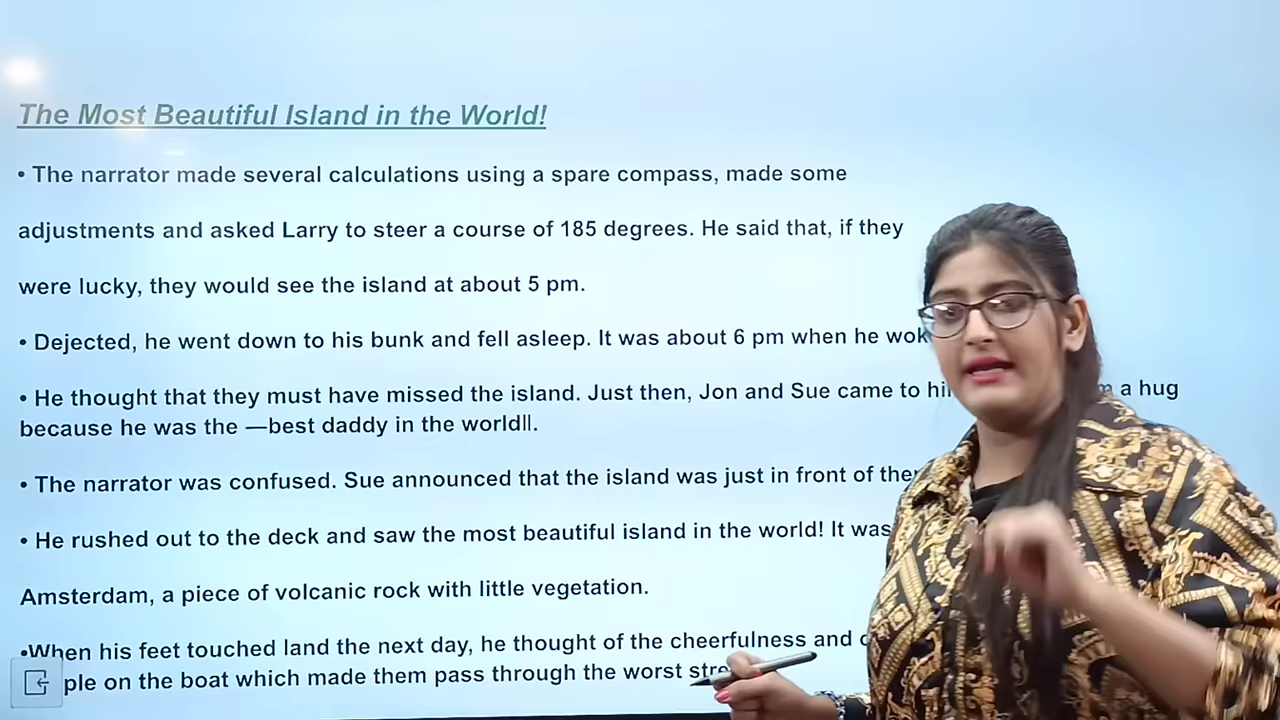 The Most Beautiful Island in the World!
• The narrator made several calculations using a spare compass, made some
adjustments and asked Larry to steer a course of 185 degrees. He said that, if they
were lucky, they would see the island at about 5 pm.
• Dejected, he went down to his bunk and fell asleep. It was about 6 pm when he
• He thought that they must have missed the island. Just then, Jon and Sue came to a hug
because he was the —best daddy in the world‖.
• The narrator was confused. Sue announced that the island was just in front of
• He rushed out to the deck and saw the most beautiful island in the world! It was
Amsterdam, a piece of volcanic rock with little vegetation.
•When his feet touched land the next day, he thought of the cheerfulness and
on the boat which made them pass through the worst